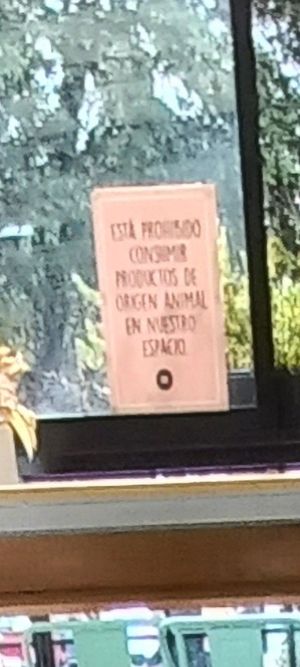 ESTÁ PROHIBIDO
CONSUMIR
PRODUCTOS DE
ORIGEN ANIMAL
EN NUESTRO
ESPACIO